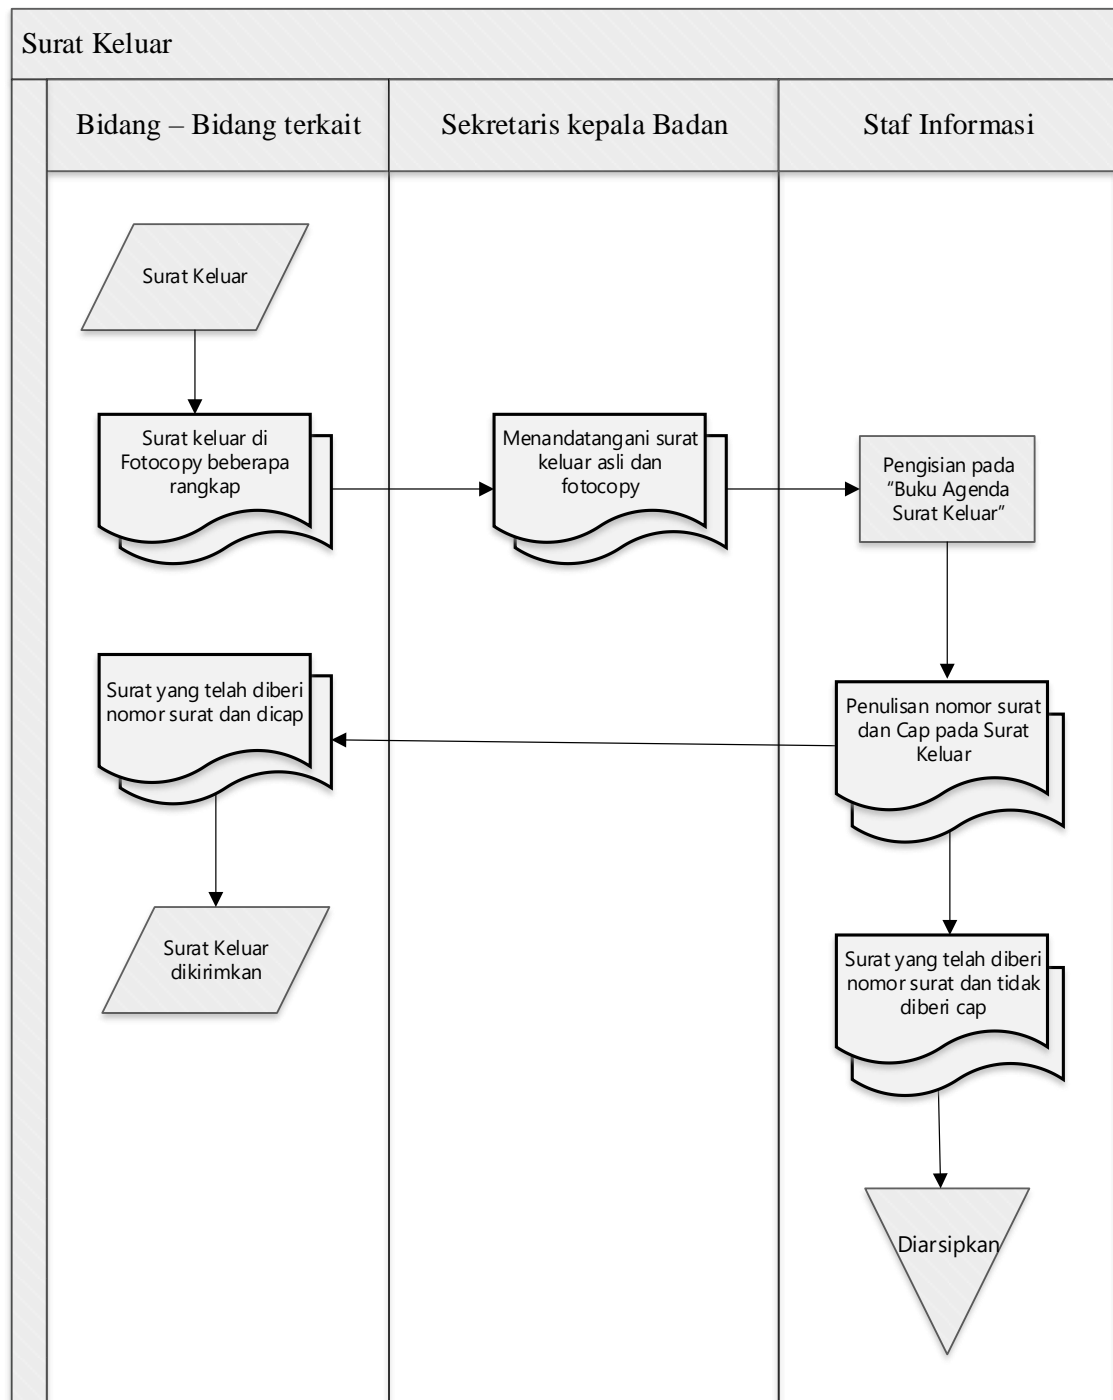 Surat Keluar
Bidang – Bidang terkait
Sekretaris kepala Badan
Staf Informasi
Surat Keluar
Surat keluar di
Fotocopy beberapa
rangkap
Menandatangani surat
keluar asli dan
fotocopy
Pengisian pada
“Buku Agenda
Surat Keluar”
Surat yang telah diberi
nomor surat dan dicap
Penulisan nomor surat
dan Cap pada Surat
Keluar
Surat Keluar
dikirimkan
Surat yang telah diberi
nomor surat dan tidak
diberi cap
Diarsipkan